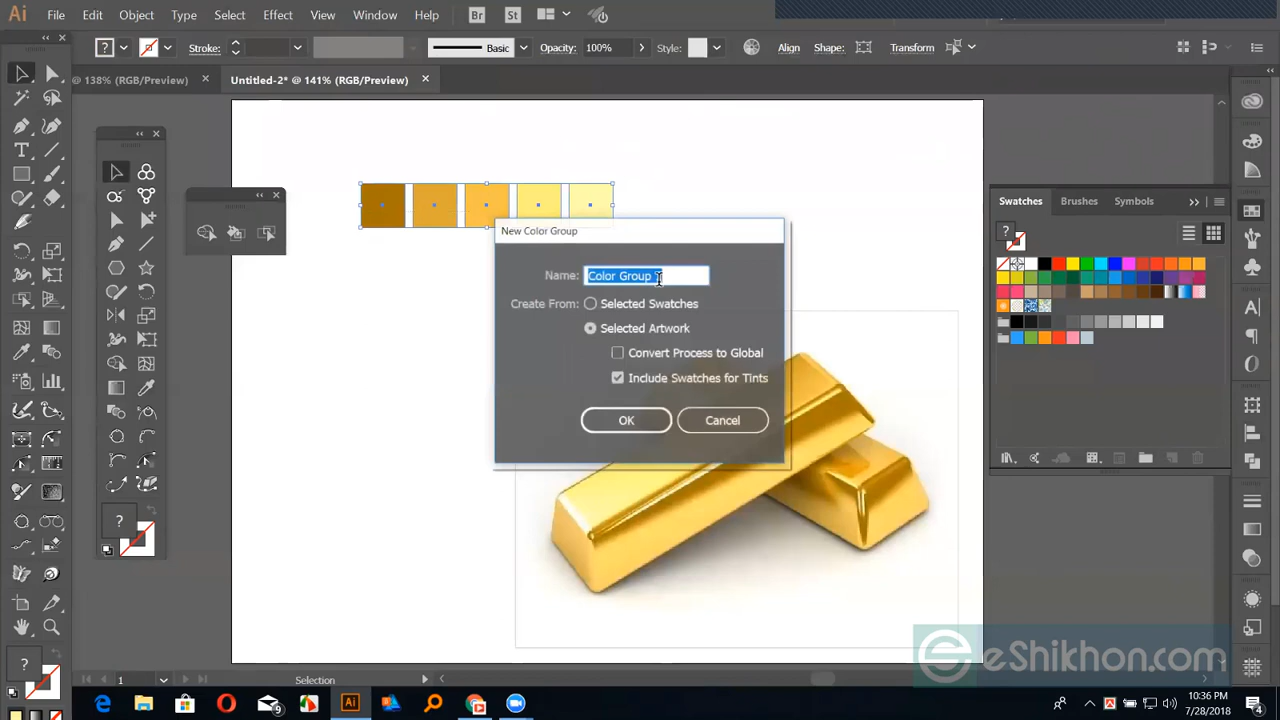 Ai File Edit Object Type Select Effect View Window Help Br St
? Stroke: Basic Opacity: 100% Style: Align Shape: Transform
@ 138% (RGB/Preview) × Untitled-2* @ 141% (RGB/Preview) ×
New Color Group
Name: Color Group
Create From: Selected Swatches
Selected Artwork
Convert Process to Global
Include Swatches for Tints
OK Cancel
Swatches Brushes Symbols
?
?
?
eShikhon.com
1 Selection
9 Ai 10:36 PM
7/28/2018 4